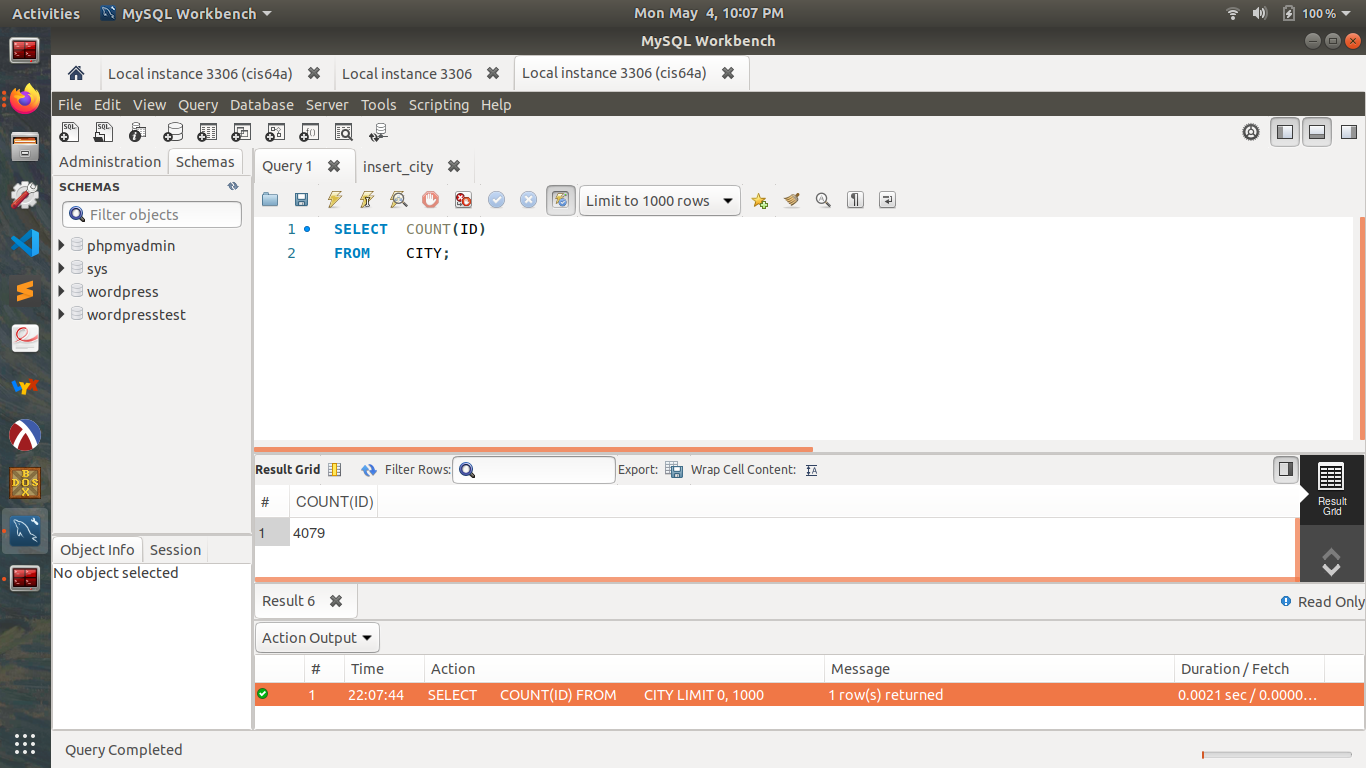 Activities MySQL Workbench Mon May 4, 10:07 PM 100 %
MySQL Workbench
Local instance 3306 (cis64a) Local instance 3306 Local instance 3306 (cis64a)
File Edit View Query Database Server Tools Scripting Help
Administration Schemas
SCHEMAS
Filter objects
phpmyadmin
sys
wordpress
wordpresstest
Query 1 insert_city
Limit to 1000 rows
1 SELECT COUNT(ID)
2 FROM CITY;
Result Grid Filter Rows: Export: Wrap Cell Content:
# COUNT(ID)
1 4079
Result
Grid
Object Info Session
No object selected
Result 6 Read Only
Action Output
# Time Action Message Duration / Fetch
1 22:07:44 SELECT COUNT(ID) FROM CITY LIMIT 0, 1000 1 row(s) returned 0.0021 sec / 0.0000...
Query Completed